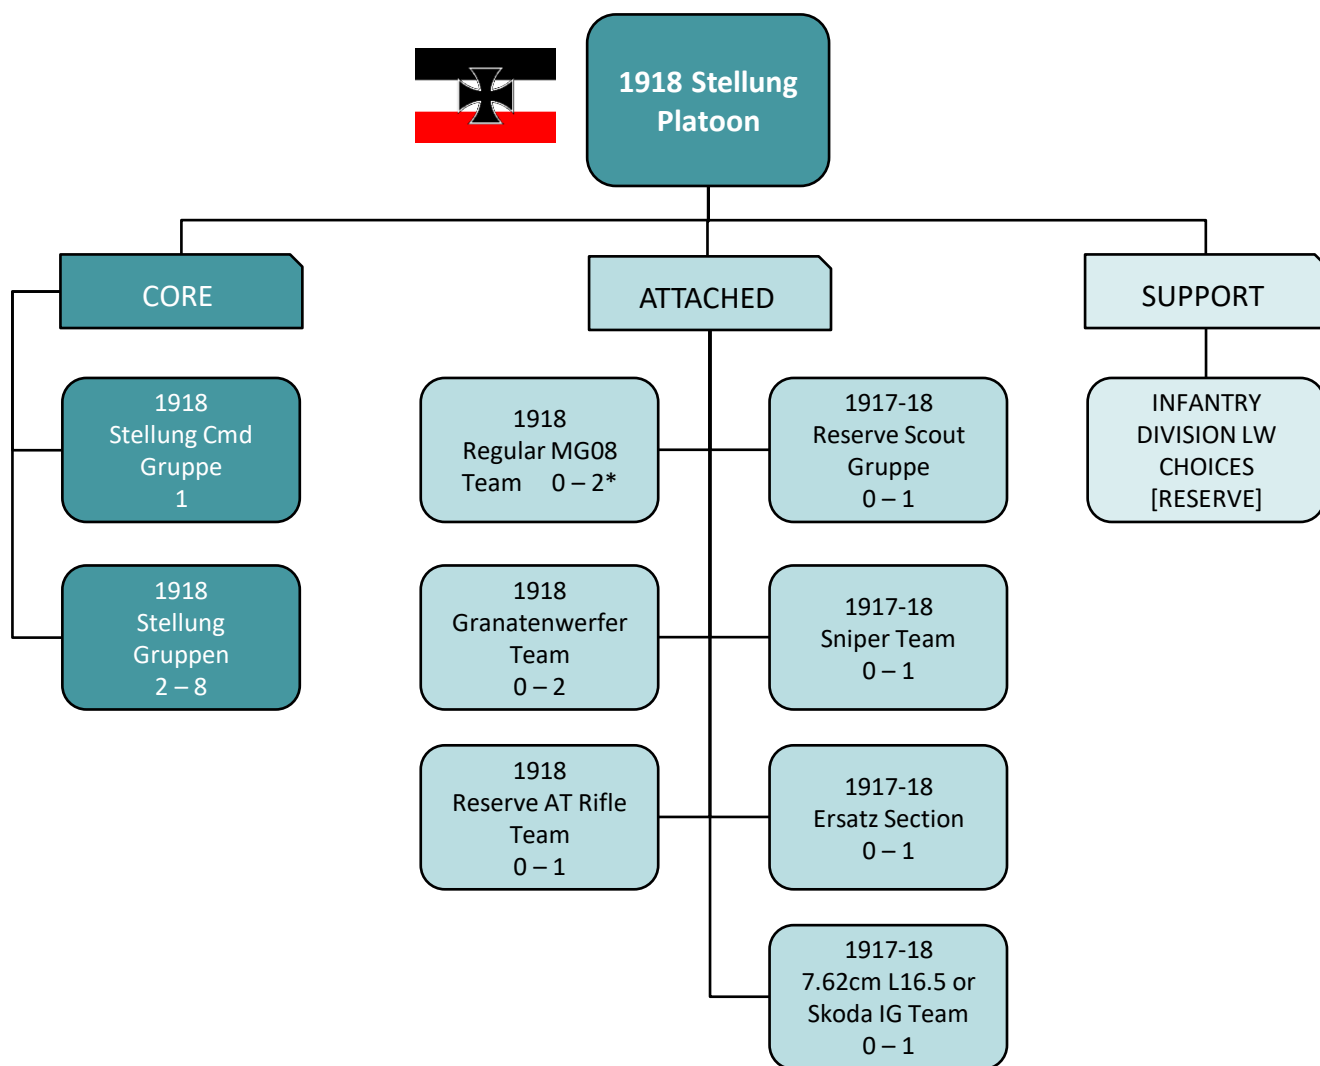 1918 Stellung
Platoon
CORE
ATTACHED
SUPPORT
1918
Stellung Cmd
Gruppe
1
1918
Stellung
Gruppen
2 – 8
1918
Regular MG08
Team 0 – 2*
1918
Granatenwerfer
Team
0 – 2
1918
Reserve AT Rifle
Team
0 – 1
1917-18
Reserve Scout
Gruppe
0 – 1
1917-18
Sniper Team
0 – 1
1917-18
Ersatz Section
0 – 1
1917-18
7.62cm L16.5 or
Skoda IG Team
0 – 1
INFANTRY
DIVISION LW
CHOICES
[RESERVE]